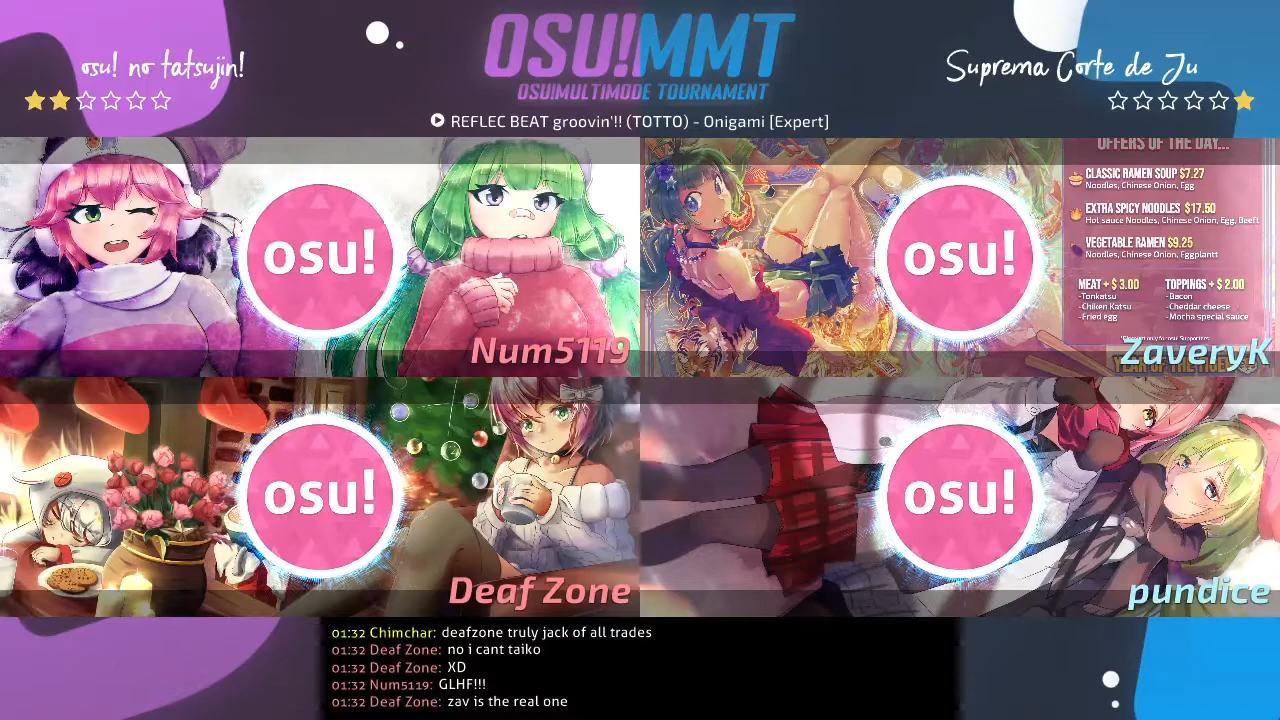 osu! no tatsujin!
OSU!MMT
OSU!MULTIMODE TOURNAMENT
Suprema Corte de Ju
REFLEC BEAT groovin'!! (TOTTO) - Onigami [Expert]
osu!
Num5119
osu!
OFFERS OF THE DAY...
CLASSIC RAMEN SOUP $7.27
Noodles, Chinese Onion, Egg
EXTRA SPICY NOODLES $17.50
Hot sauce Noodles, Chinese Onion, Egg, Beeft
VEGETABLE RAMEN $9.25
Noodles, Chinese Onion, Eggplantt
MEAT + $ 3.00
-Tonkatsu
-Chiken Katsu
-Fried egg
TOPPINGS + $ 2.00
-Bacon
-Cheddar cheese
-Mocha special sauce
ZaveryK
YEAR OF THE
osu!
Deaf Zone
osu!
pundice
01:32 Chimchar: deafzone truly jack of all trades
01:32 Deaf Zone: no i cant taiko
01:32 Deaf Zone: XD
01:32 Num5119: GLHF!!!
01:32 Deaf Zone: zav is the real one